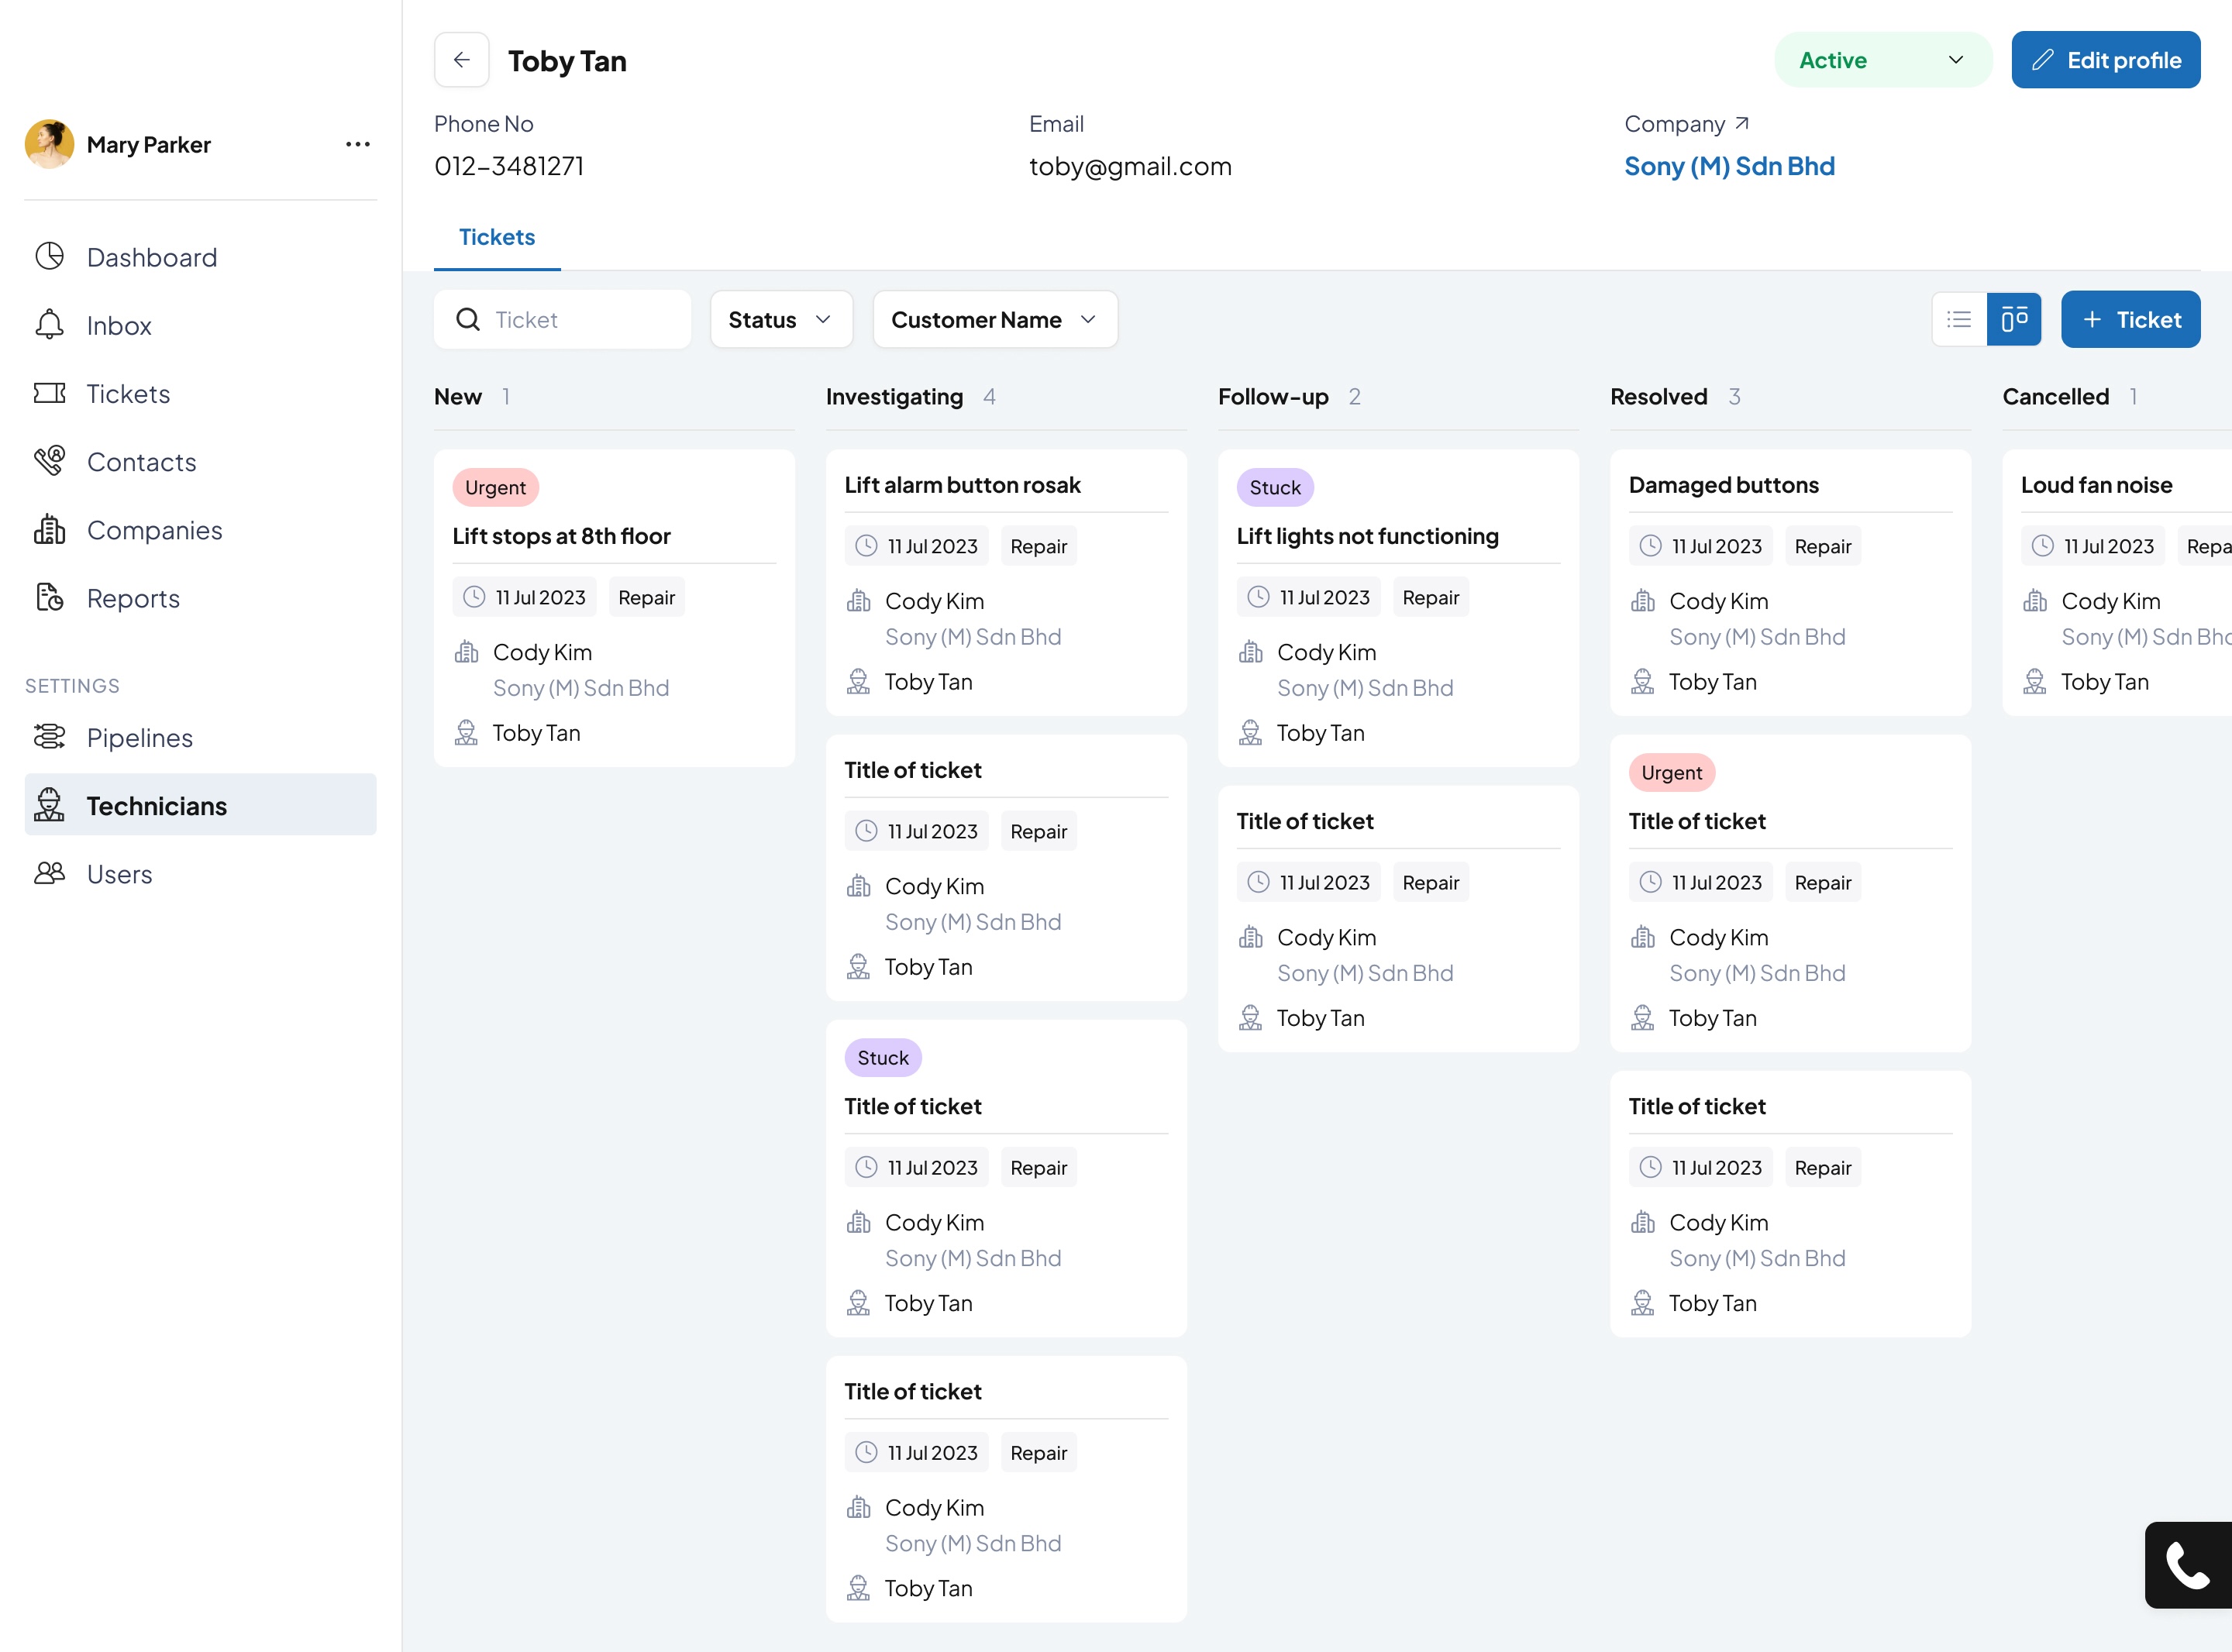 Mary Parker
Dashboard
Inbox
Tickets
Contacts
Companies
Reports
SETTINGS
Pipelines
Technicians
Users
Toby Tan
Active
Edit profile
Phone No
012-3481271
Email
toby@gmail.com
Company
Sony (M) Sdn Bhd
Tickets
Ticket
Status
Customer Name
Ticket
New 1
Urgent
Lift stops at 8th floor
11 Jul 2023 Repair
Cody Kim
Sony (M) Sdn Bhd
Toby Tan
Investigating 4
Lift alarm button rosak
11 Jul 2023 Repair
Cody Kim
Sony (M) Sdn Bhd
Toby Tan
Title of ticket
11 Jul 2023 Repair
Cody Kim
Sony (M) Sdn Bhd
Toby Tan
Stuck
Title of ticket
11 Jul 2023 Repair
Cody Kim
Sony (M) Sdn Bhd
Toby Tan
Title of ticket
11 Jul 2023 Repair
Cody Kim
Sony (M) Sdn Bhd
Toby Tan
Follow-up 2
Stuck
Lift lights not functioning
11 Jul 2023 Repair
Cody Kim
Sony (M) Sdn Bhd
Toby Tan
Title of ticket
11 Jul 2023 Repair
Cody Kim
Sony (M) Sdn Bhd
Toby Tan
Resolved 3
Damaged buttons
11 Jul 2023 Repair
Cody Kim
Sony (M) Sdn Bhd
Toby Tan
Urgent
Title of ticket
11 Jul 2023 Repair
Cody Kim
Sony (M) Sdn Bhd
Toby Tan
Title of ticket
11 Jul 2023 Repair
Cody Kim
Sony (M) Sdn Bhd
Toby Tan
Cancelled 1
Loud fan noise
11 Jul 2023 Repa
Cody Kim
Sony (M) Sdn Bhd
Toby Tan